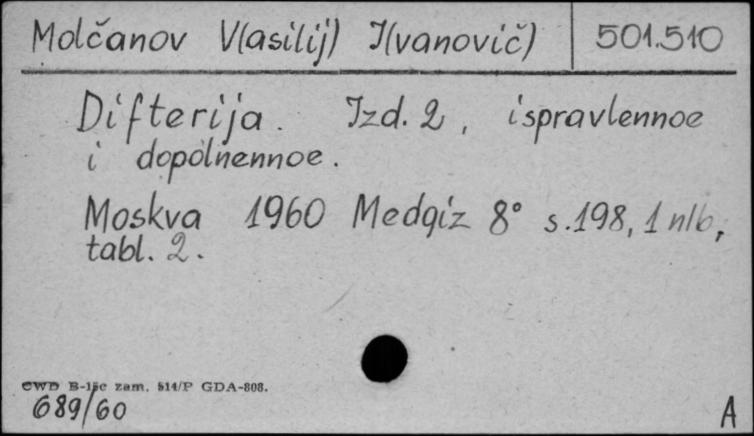 Molčanov V(asilij) I(vanovič) 501.510
Difterija. Izd. 2, ispravlennoe
i dopolnennoe.
Moskva 1960 Medgiz 8° s.198, 1 nlb,
tabl. 2.
CWD B-15c zam. 514/P GDA-808.
689/60
A